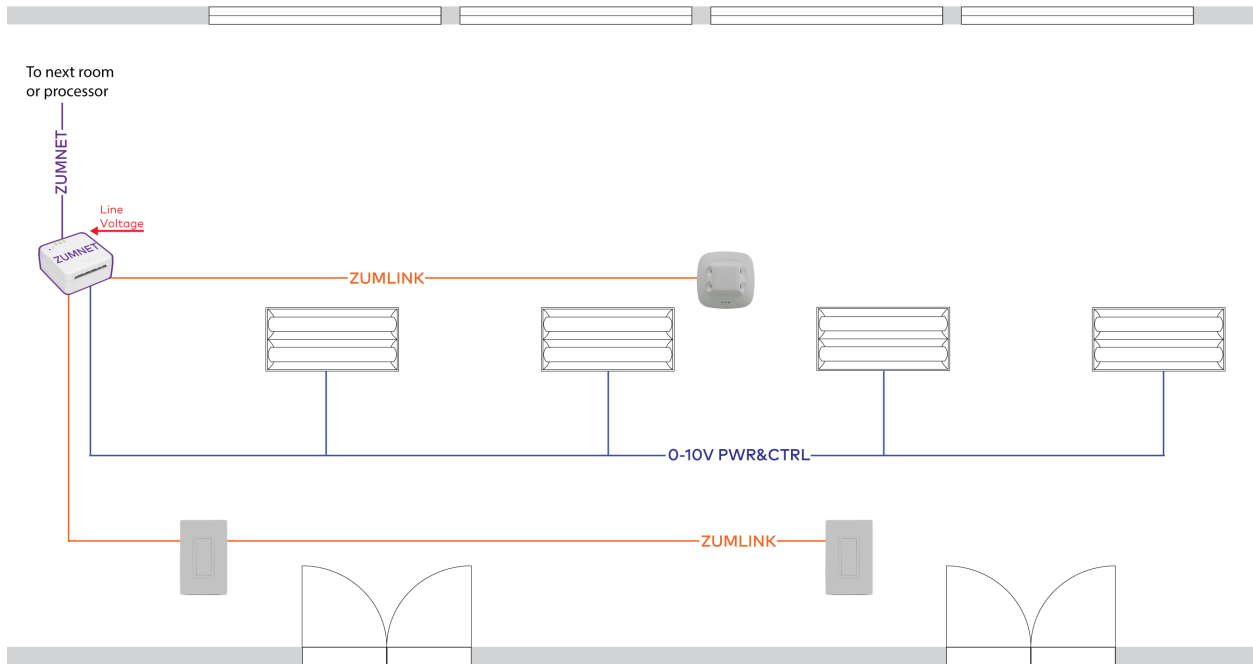 To next room
or processor
ZUMNET
Line
Voltage
ZUMNET
ZUMLINK
0-10V PWR&CTRL
ZUMLINK